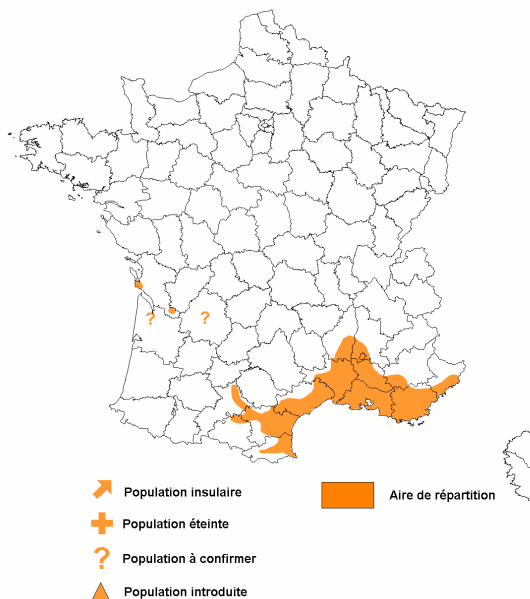 ?
?
Population insulaire
Aire de répartition
Population éteinte
? Population à confirmer
Population introduite